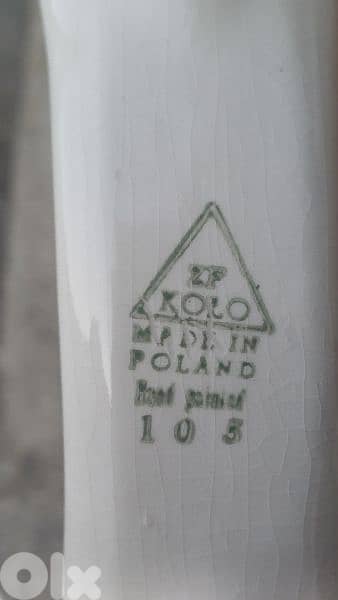 ZF
KOLO
MADE IN
POLAND
Hand painted
105
OLX